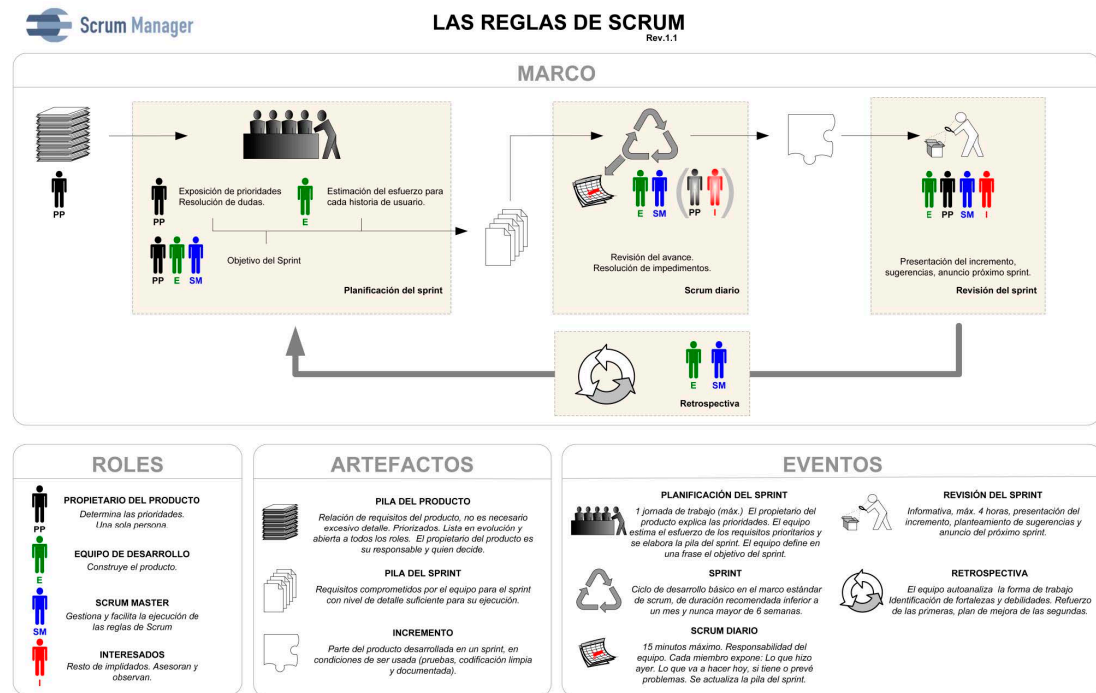 Scrum Manager
LAS REGLAS DE SCRUM
Rev.1.1
MARCO
PP
Exposición de prioridades
Resolución de dudas.
PP
Estimación del esfuerzo para
cada historia de usuario.
E
Objetivo del Sprint
PP E SM
Planificación del sprint
E SM PP I
Revisión del avance.
Resolución de impedimentos.
Scrum diario
E PP SM I
Presentación del incremento,
sugerencias, anuncio próximo sprint.
Revisión del sprint
E SM
Retrospectiva
ROLES
PROPIETARIO DEL PRODUCTO
Determina las prioridades.
Una sola persona.
PP
EQUIPO DE DESARROLLO
Construye el producto.
E
SCRUM MASTER
Gestiona y facilita la ejecución de
las reglas de Scrum
SM
INTERESADOS
Resto de implidados. Asesoran y
observan.
I
ARTEFACTOS
PILA DEL PRODUCTO
Relación de requisitos del producto, no es necesario
excesivo detalle. Priorizados. Lista en evolución y
abierta a todos los roles. El propietario del producto es
su responsable y quien decide.
PILA DEL SPRINT
Requisitos comprometidos por el equipo para el sprint
con nivel de detalle suficiente para su ejecución.
INCREMENTO
Parte del producto desarrollada en un sprint, en
condiciones de ser usada (pruebas, codificación limpia
y documentada).
EVENTOS
PLANIFICACIÓN DEL SPRINT
1 jornada de trabajo (máx.) El propietario del
producto explica las prioridades. El equipo
estima el esfuerzo de los requisitos prioritarios y
se elabora la pila del sprint. El equipo define en
una frase el objetivo del sprint.
SPRINT
Ciclo de desarrollo básico en el marco estándar
de scrum, de duración recomendada inferior a
un mes y nunca mayor de 6 semanas.
SCRUM DIARIO
15 minutos máximo. Responsabilidad del
equipo. Cada miembro expone: Lo que hizo
ayer. Lo que va a hacer hoy, si tiene o prevé
problemas. Se actualiza la pila del sprint.
REVISIÓN DEL SPRINT
Informativa, máx. 4 horas, presentación del
incremento, planteamiento de sugerencias y
anuncio del próximo sprint.
RETROSPECTIVA
El equipo autoanaliza la forma de trabajo
Identificación de fortalezas y debilidades. Refuerzo
de las primeras, plan de mejora de las segundas.